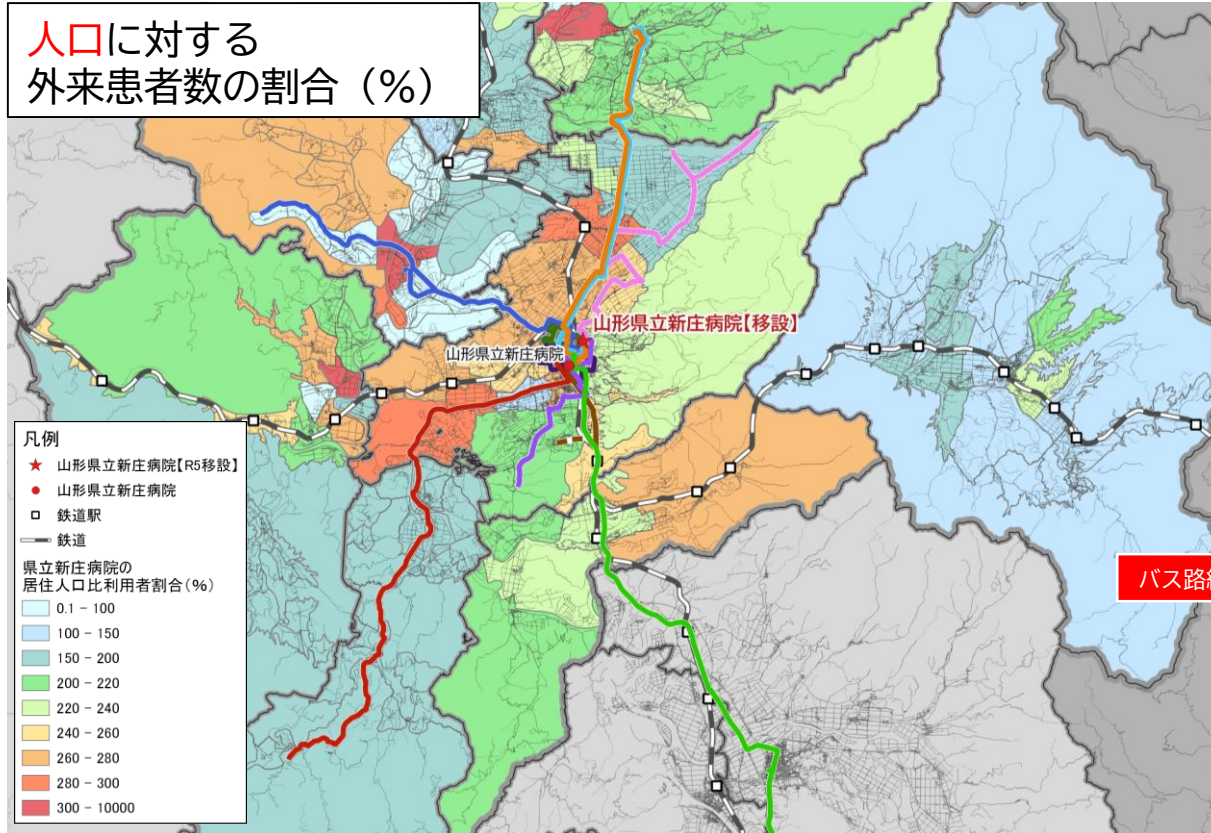 人口に対する
外来患者数の割合（%）
山形県立新庄病院【移設】
山形県立新庄病院
凡例
山形県立新庄病院【R5移設】
山形県立新庄病院
鉄道駅
鉄道
県立新庄病院の
居住人口比利用者割合(%)
0.1 - 100
100 - 150
150 - 200
200 - 220
220 - 240
240 - 260
260 - 280
280 - 300
300 - 10000
バス路